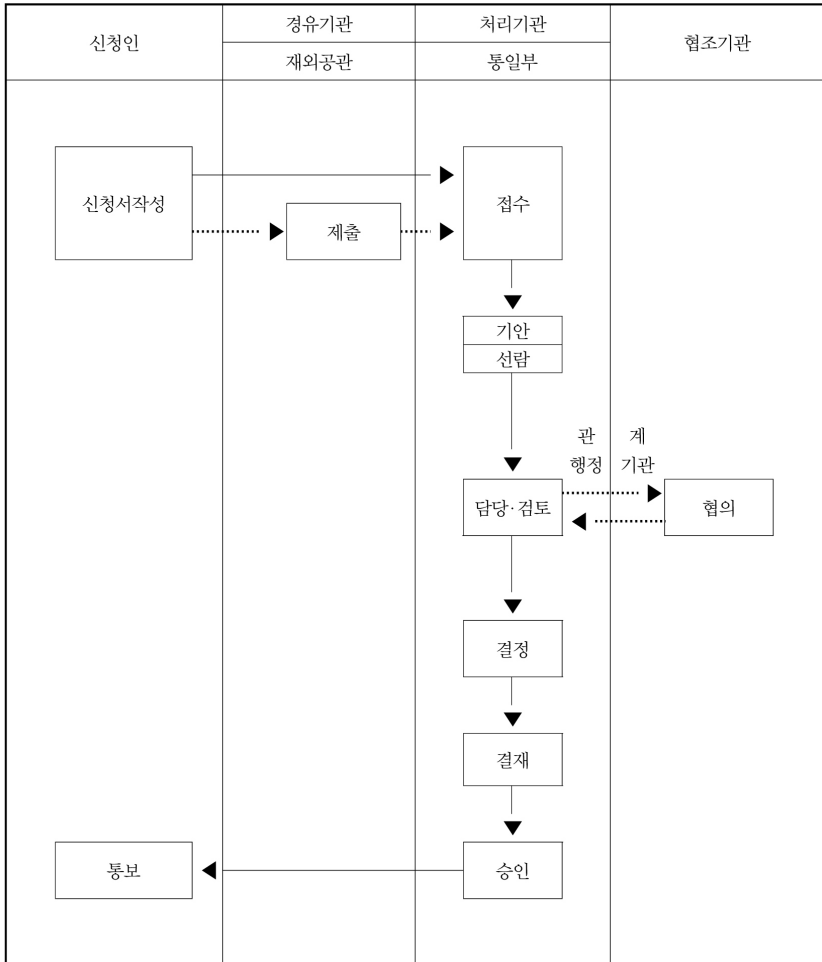 신청인
경유기관
처리기관
협조기관
재외공관
통일부
신청서작성
접수
제출
기안
선람
관 계
행정 기관
담당·검토
협의
결정
결재
통보
승인